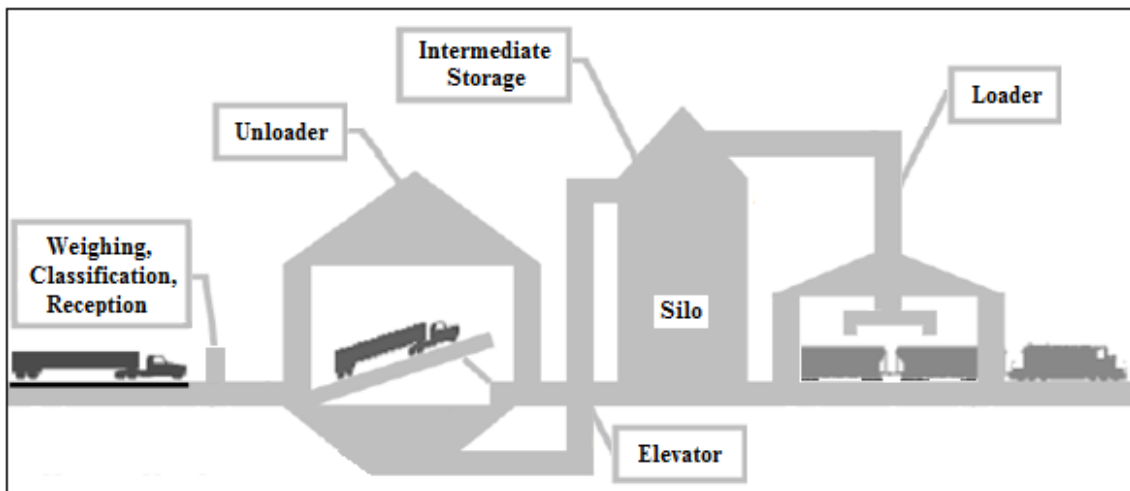 Intermediate
Storage
Loader
Unloader
Weighing,
Classification,
Reception
Silo
Elevator